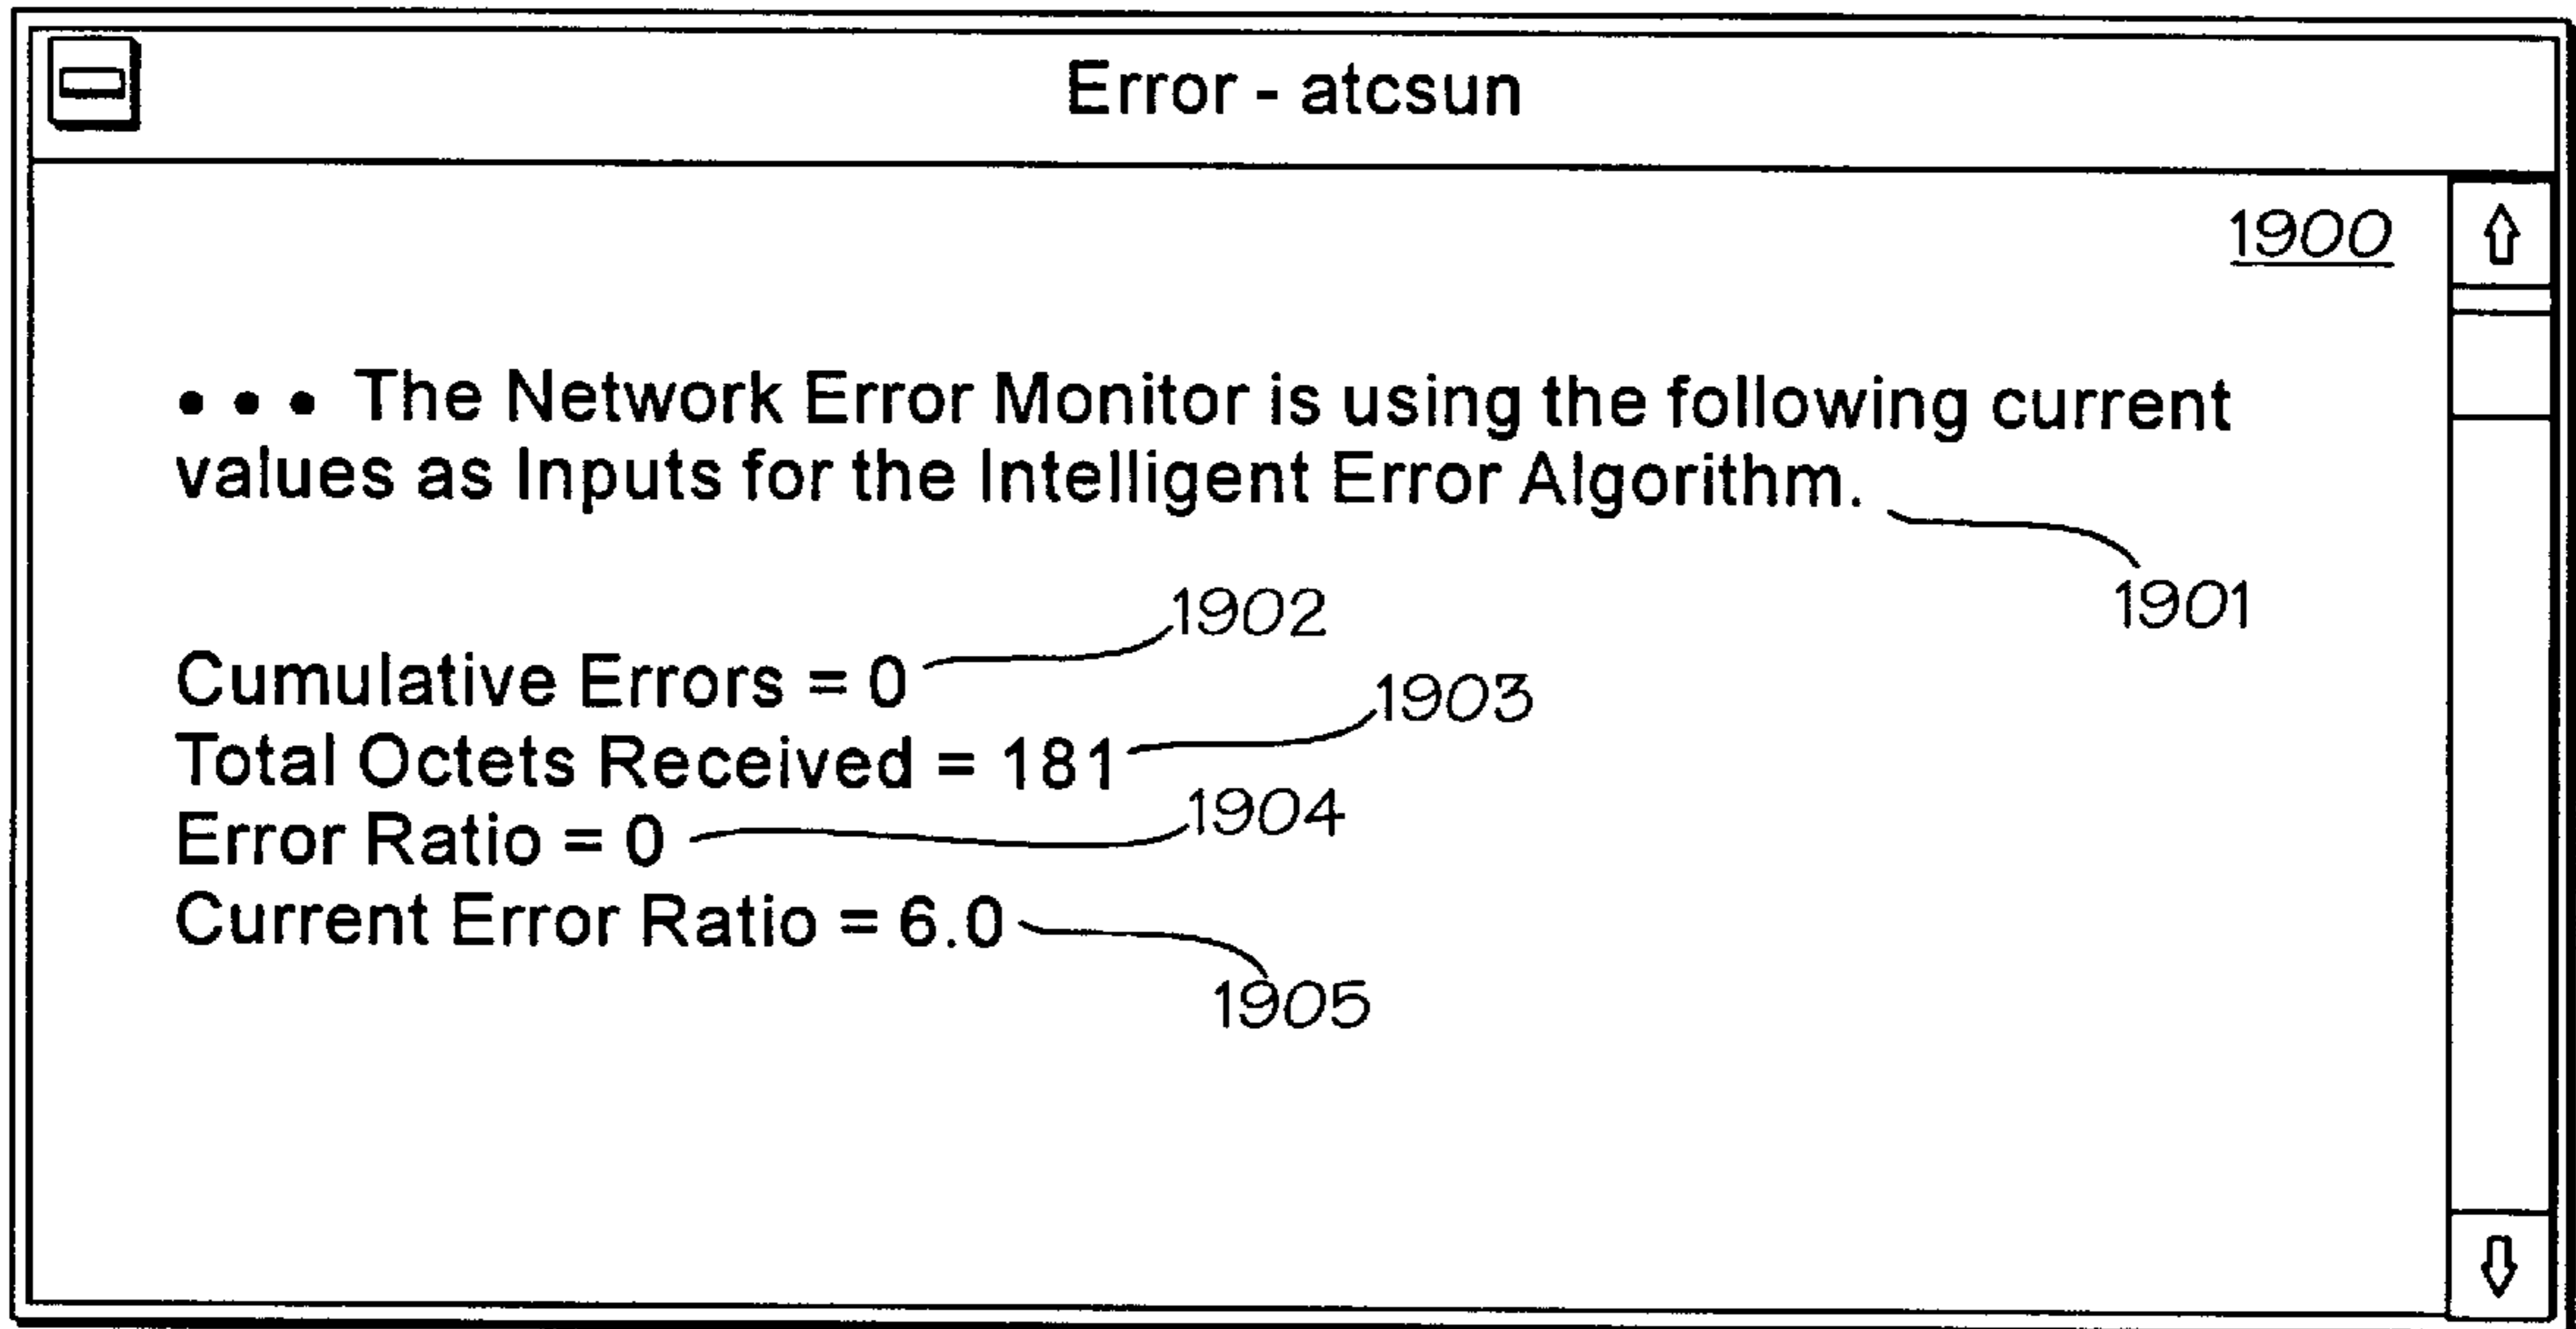 Error - atcsun
1900
• • • The Network Error Monitor is using the following current
values as Inputs for the Intelligent Error Algorithm.
1901
1902
Cumulative Errors = 0
1903
Total Octets Received = 181
1904
Error Ratio = 0
Current Error Ratio = 6.0
1905